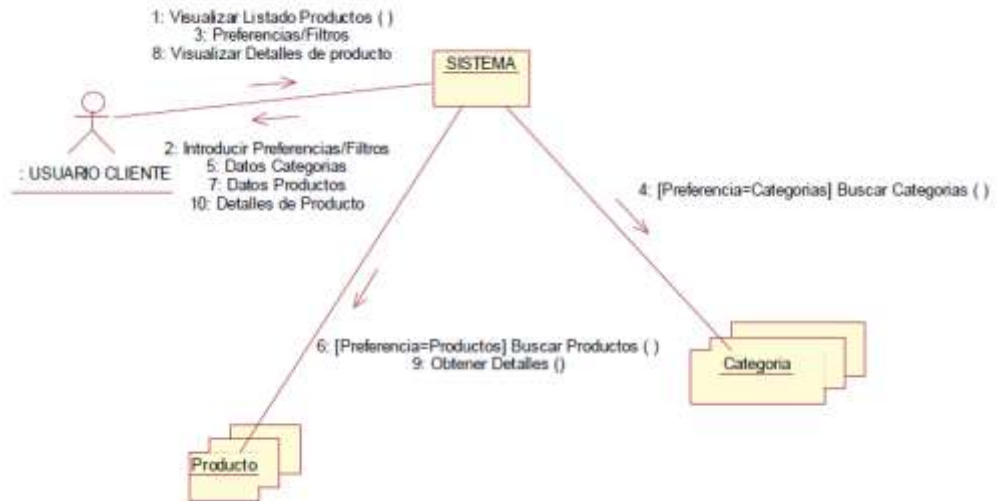 1: Visualizar Listado Productos ( )
3: Preferencias/Filtros
8: Visualizar Detalles de producto
SISTEMA
: USUARIO CLIENTE
2: Introducir Preferencias/Filtros
5: Datos Categorias
7: Datos Productos
10: Detalles de Producto
4: [Preferencia=Categorias] Buscar Categorias ( )
6: [Preferencia=Productos] Buscar Productos ( )
9: Obtener Detalles ()
Categoria
Producto